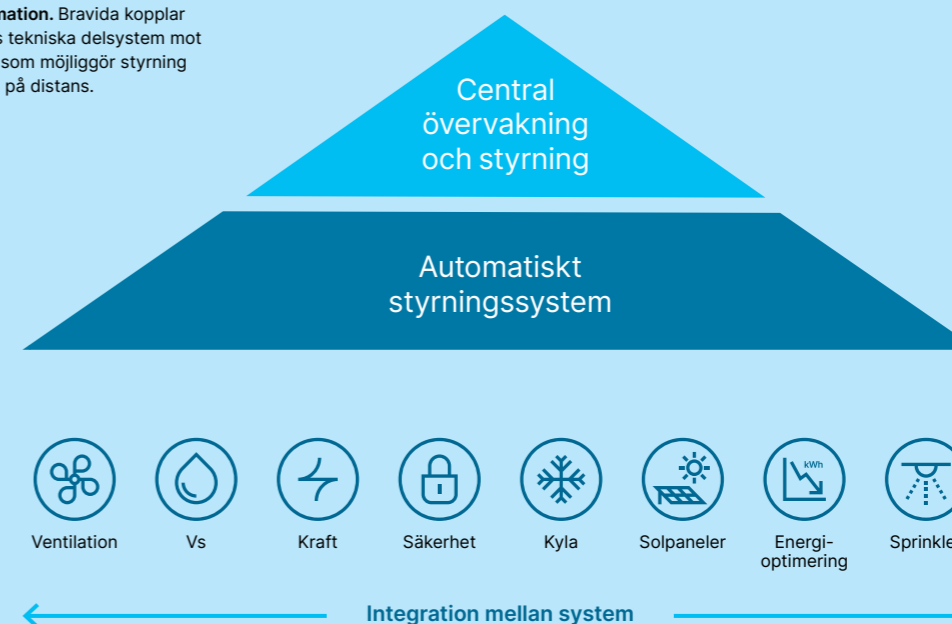 mation. Bravida kopplar
s tekniska delsystem mot
som möjliggör styrning
på distans.
Central
övervakning
och styrning
Automatiskt
styrningssystem
kWh
Ventilation
Vs
Kraft
Säkerhet
Kyla
Solpaneler
Energi-
optimering
Sprinkle
Integration mellan system